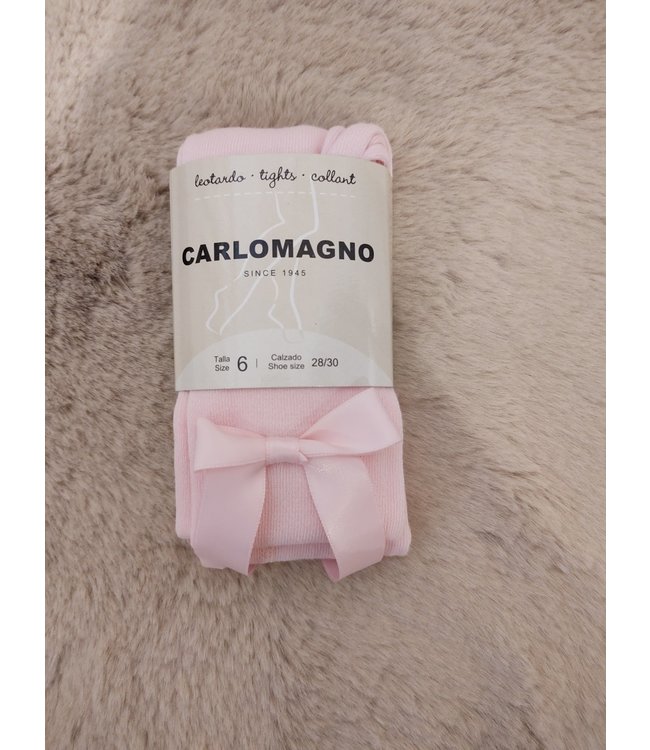 leotardo · tights · collant
CARLOMAGNO
SINCE 1945
Talla Size 6 | Calzado Shoe size 28/30